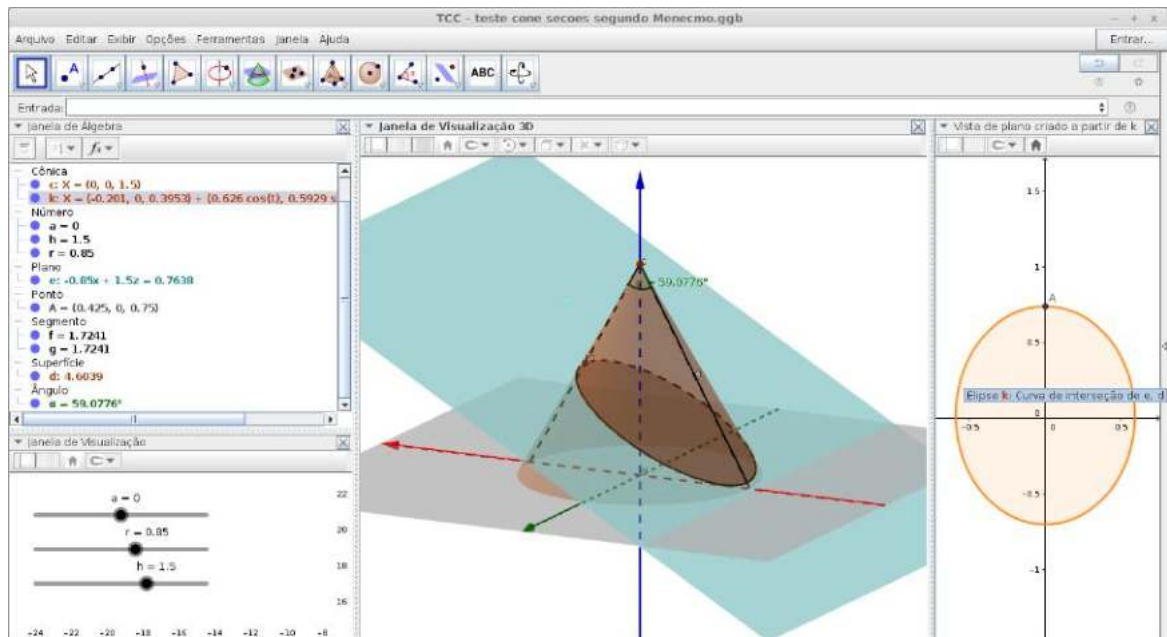 TCC - teste cone secoes segundo Menecmo.ggb
Arquivo Editar Exibir Opções Ferramentas Janela Ajuda
Entrar...
ABC
Entrada:
Janela de Álgebra
Janela de Visualização 3D
Vista de plano criado a partir de k
Cônica
c: X = (0, 0, 1.5)
k: X = (-0.201, 0, 0.3953) + (0.626 cos(t), 0.5929 s
Número
a = 0
h = 1.5
r = 0.85
Plano
e: -0.85x + 1.5z = 0.7638
Ponto
A = (0.425, 0, 0.75)
Segmento
f = 1.7241
g = 1.7241
Superfície
d: 4.6039
Ângulo
α = 59.0776°
= 59.0776°
1.5
1
A
0.5
Elipse k: Curva de interseção de e, d
0
-0.5
0
0.5
-0.5
-1
Janela de Visualização
a = 0
r = 0.85
h = 1.5
22
20
18
16
-24 -22 -20 -18 -16 -14 -12 -10 -8